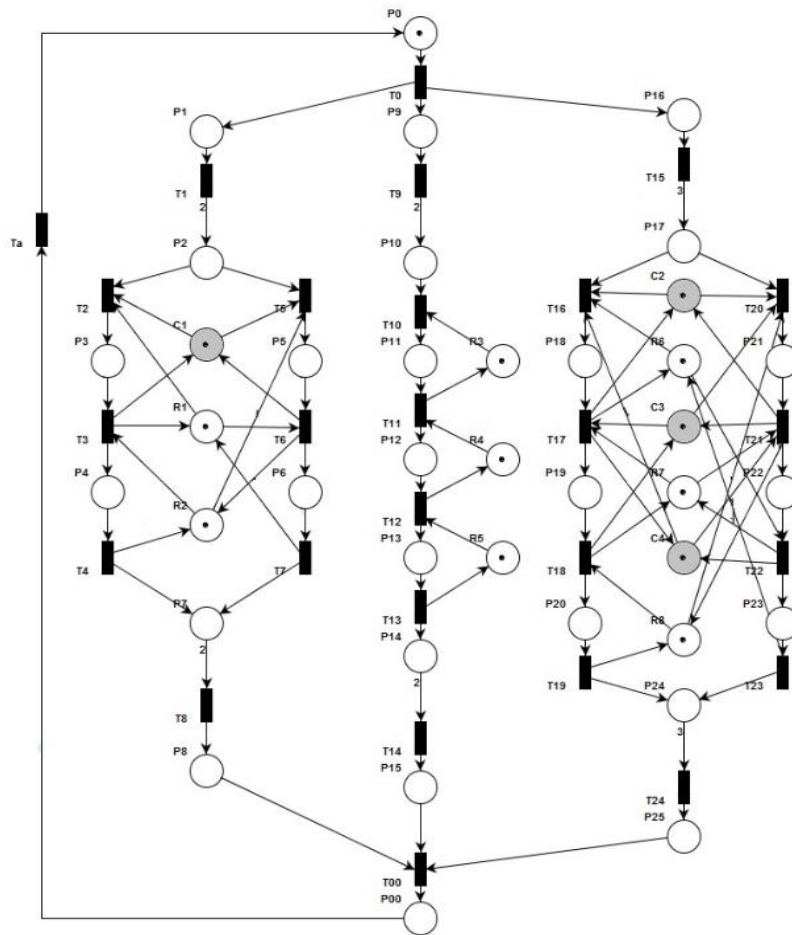 P0
T0
P1
P9
P16
T1
2
T9
2
T15
3
Ta
P2
P10
P17
C2
T2
T5
T16
T20
C1
T10
P3
P5
P11
R3
P18
R6
P21
R1
C3
T3
T6
T11
T17
T21
P4
P6
P12
R4
P19
R7
P22
R2
T12
C4
T4
T7
P13
R5
T18
T22
P7
P20
R8
P23
2
T13
P14
2
T19
P24
T23
3
T8
P8
T14
P15
T24
P25
T00
P00